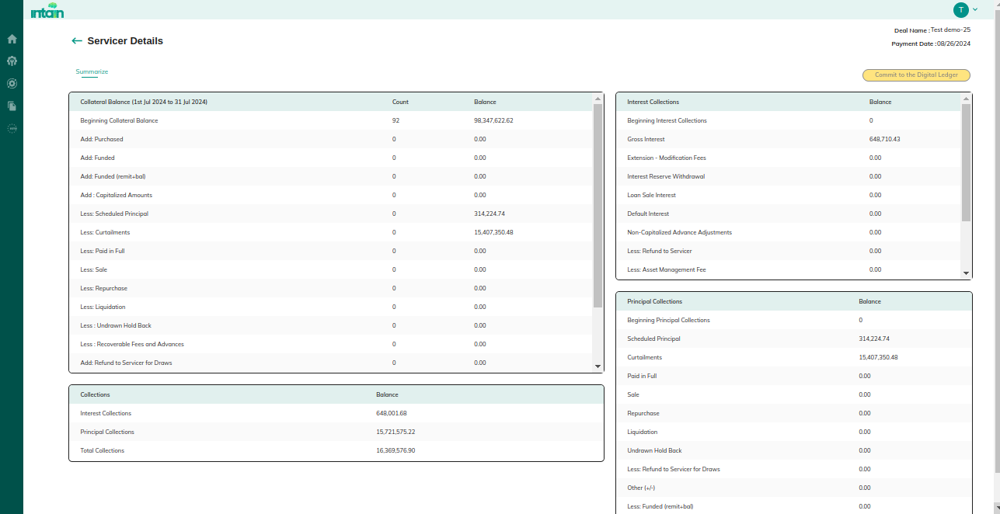 intain
T
Servicer Details
Deal Name : Test demo-25
Payment Date : 08/26/2024
Summarize
Commit to the Digital Ledger
Collateral Balance (1st Jul 2024 to 31 Jul 2024) Count Balance
Beginning Collateral Balance 92 98,347,622.62
Add: Purchased 0 0.00
Add: Funded 0 0.00
Add: Funded (remit+bal) 0 0.00
Add : Capitalized Amounts 0 0.00
Less: Scheduled Principal 0 314,224.74
Less: Curtailments 0 15,407,350.48
Less: Paid in Full 0 0.00
Less: Sale 0 0.00
Less: Repurchase 0 0.00
Less: Liquidation 0 0.00
Less : Undrawn Hold Back 0 0.00
Less : Recoverable Fees and Advances 0 0.00
Add: Refund to Servicer for Draws 0 0.00
Collections Balance
Interest Collections 648,001.68
Principal Collections 15,721,575.22
Total Collections 16,369,576.90
Interest Collections Balance
Beginning Interest Collections 0
Gross Interest 648,710.43
Extension - Modification Fees 0.00
Interest Reserve Withdrawal 0.00
Loan Sale Interest 0.00
Default Interest 0.00
Non-Capitalized Advance Adjustments 0.00
Less: Refund to Servicer 0.00
Less: Asset Management Fee 0.00
Principal Collections Balance
Beginning Principal Collections 0
Scheduled Principal 314,224.74
Curtailments 15,407,350.48
Paid in Full 0.00
Sale 0.00
Repurchase 0.00
Liquidation 0.00
Undrawn Hold Back 0.00
Less: Refund to Servicer for Draws 0.00
Other (+/-) 0.00
Less: Funded (remit+bal) 0.00